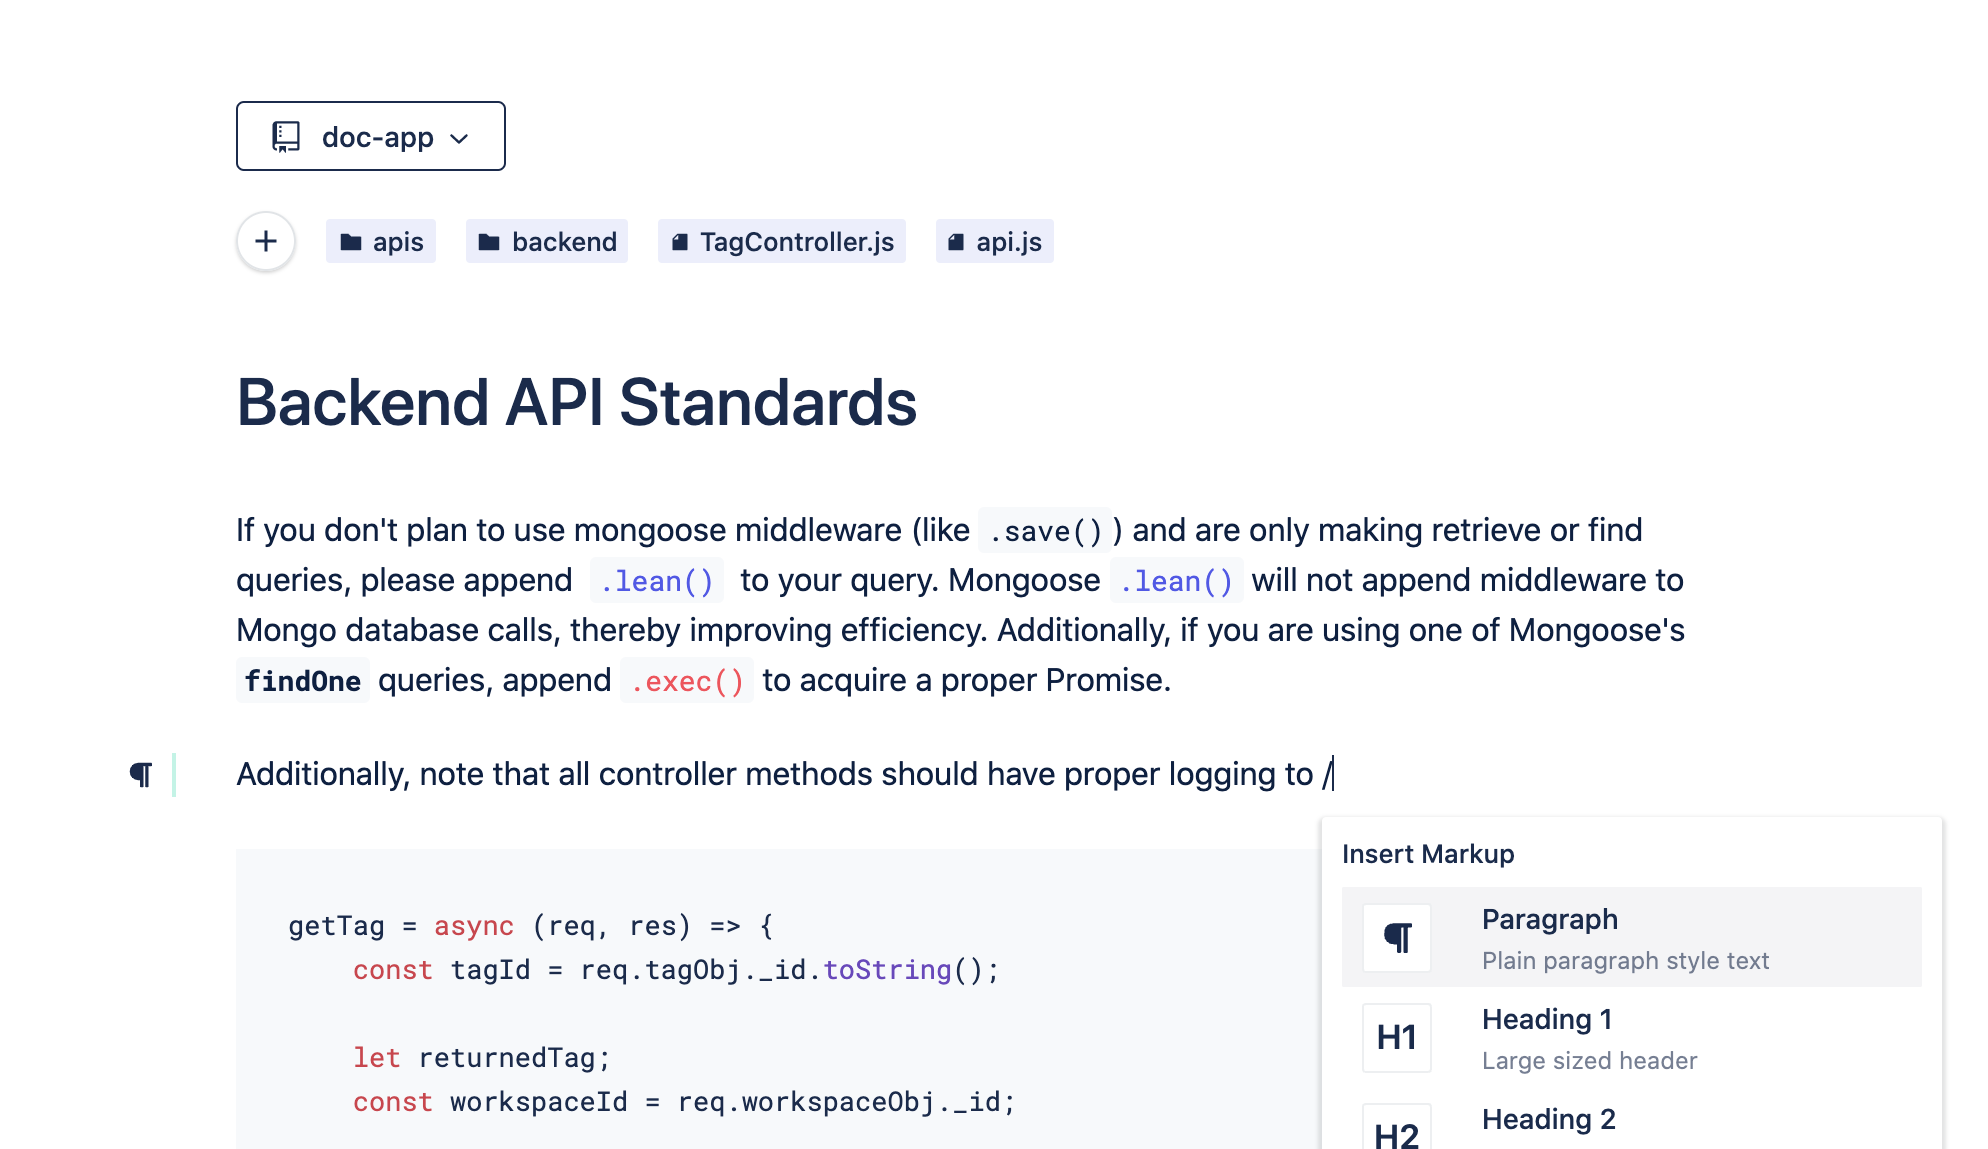 doc-app
apis backend TagController.js api.js
Backend API Standards
If you don't plan to use mongoose middleware (like .save()) and are only making retrieve or find
queries, please append .lean() to your query. Mongoose .lean() will not append middleware to
Mongo database calls, thereby improving efficiency. Additionally, if you are using one of Mongoose's
findOne queries, append .exec() to acquire a proper Promise.
¶ Additionally, note that all controller methods should have proper logging to /
getTag = async (req, res) => {
const tagId = req.tagObj._id.toString();
let returnedTag;
const workspaceId = req.workspaceObj._id;
Insert Markup
¶ Paragraph
Plain paragraph style text
H1 Heading 1
Large sized header
H2 Heading 2